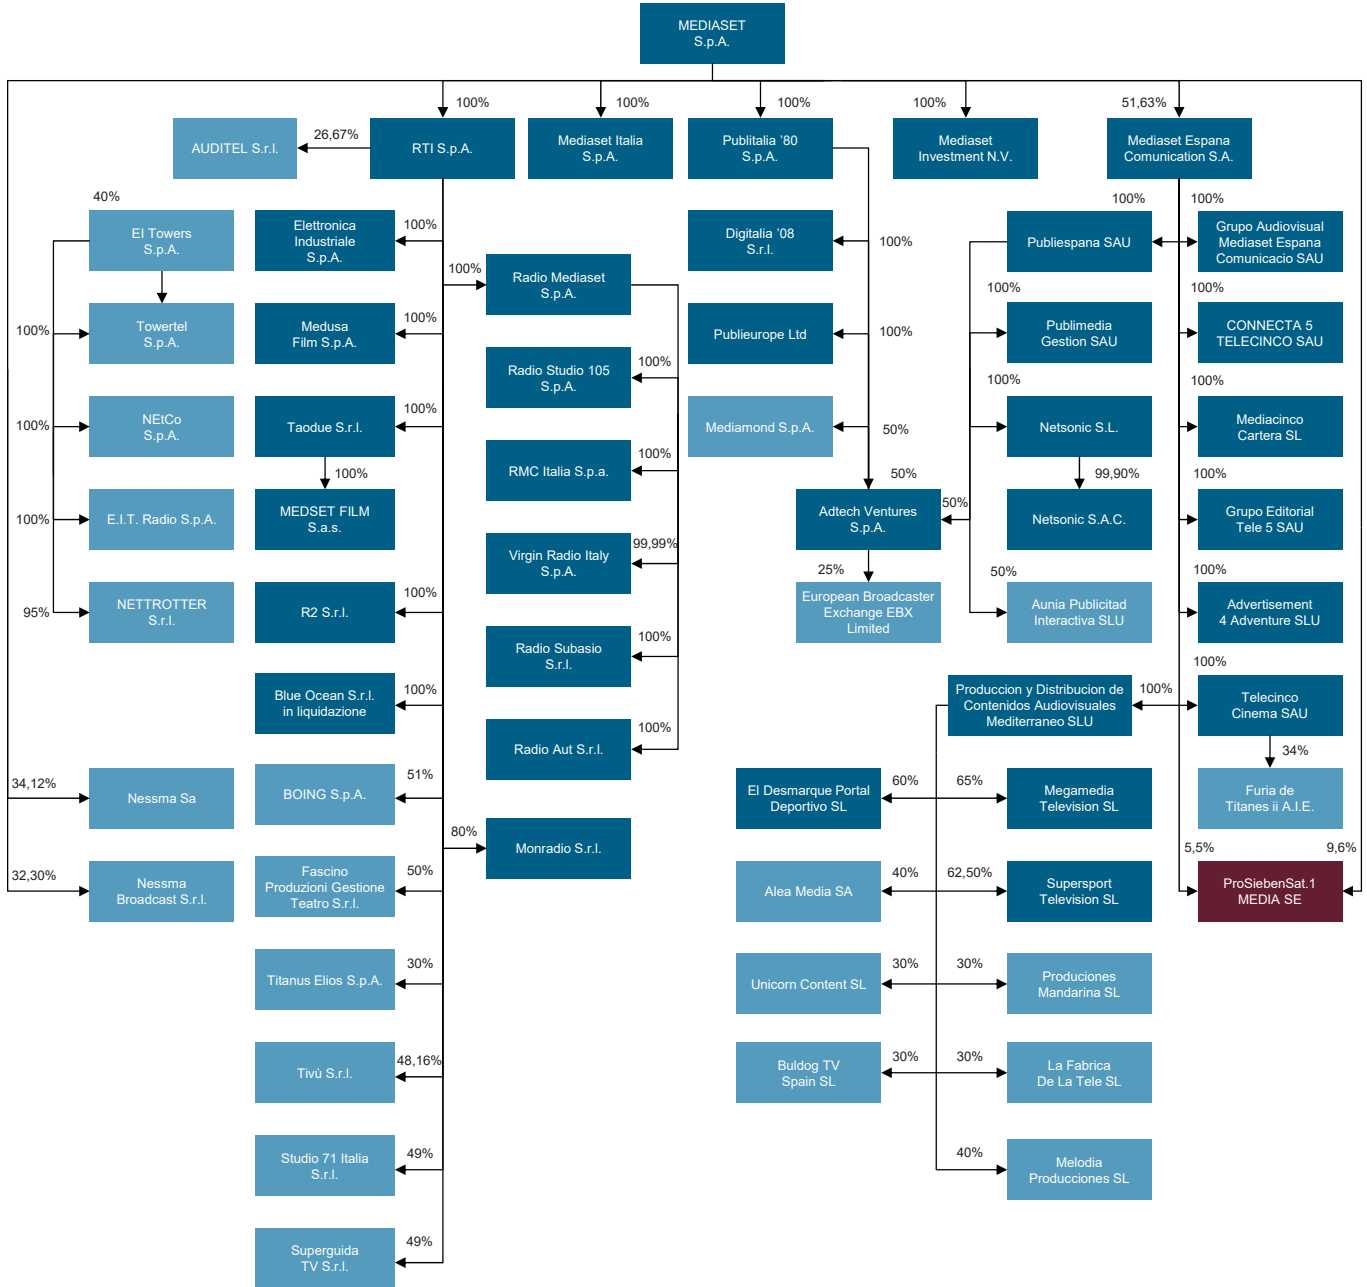 MEDIASET
S.p.A.
100%
100%
100%
100%
51,63%
AUDITEL S.r.l.
26,67%
RTI S.p.A.
Mediaset Italia
S.p.A.
Publitalia ’80
S.p.A.
Mediaset
Investment N.V.
Mediaset Espana
Comunication S.A.
40%
EI Towers
S.p.A.
Elettronica
Industriale
S.p.A.
100%
100%
Radio Mediaset
S.p.A.
Digitalia ’08
S.r.l.
100%
100%
100%
Publiespana SAU
Grupo Audiovisual
Mediaset Espana
Comunicacio SAU
100%
Towertel
S.p.A.
Medusa
Film S.p.A.
100%
Publieurope Ltd
100%
100%
Publimedia
Gestion SAU
100%
CONNECTA 5
TELECINCO SAU
Radio Studio 105
S.p.A.
100%
100%
NEtCo
S.p.A.
Taodue S.r.l.
100%
Mediamond S.p.A.
50%
100%
Netsonic S.L.
100%
Mediacinco
Cartera SL
100%
RMC Italia S.p.a.
100%
50%
99,90%
100%
100%
E.I.T. Radio S.p.A.
MEDSET FILM
S.a.s.
Adtech Ventures
S.p.A.
50%
Netsonic S.A.C.
Grupo Editorial
Tele 5 SAU
Virgin Radio Italy
S.p.A.
99,99%
25%
50%
100%
95%
NETTROTTER
S.r.l.
R2 S.r.l.
100%
European Broadcaster
Exchange EBX
Limited
Aunia Publicitad
Interactiva SLU
Advertisement
4 Adventure SLU
Radio Subasio
S.r.l.
100%
100%
Blue Ocean S.r.l.
in liquidazione
100%
Produccion y Distribucion de
Contenidos Audiovisuales
Mediterraneo SLU
100%
Telecinco
Cinema SAU
Radio Aut S.r.l.
100%
34%
34,12%
Nessma Sa
BOING S.p.A.
51%
El Desmarque Portal
Deportivo SL
60%
65%
Megamedia
Television SL
Furia de
Titanes ii A.I.E.
80%
Monradio S.r.l.
5,5%
9,6%
32,30%
Nessma
Broadcast S.r.l.
Fascino
Produzioni Gestione
Teatro S.r.l.
50%
Alea Media SA
40%
62,50%
Supersport
Television SL
ProSiebenSat.1
MEDIA SE
Titanus Elios S.p.A.
30%
Unicorn Content SL
30%
30%
Produciones
Mandarina SL
Tivù S.r.l.
48,16%
Buldog TV
Spain SL
30%
30%
La Fabrica
De La Tele SL
Studio 71 Italia
S.r.l.
49%
40%
Melodia
Producciones SL
Superguida
TV S.r.l.
49%